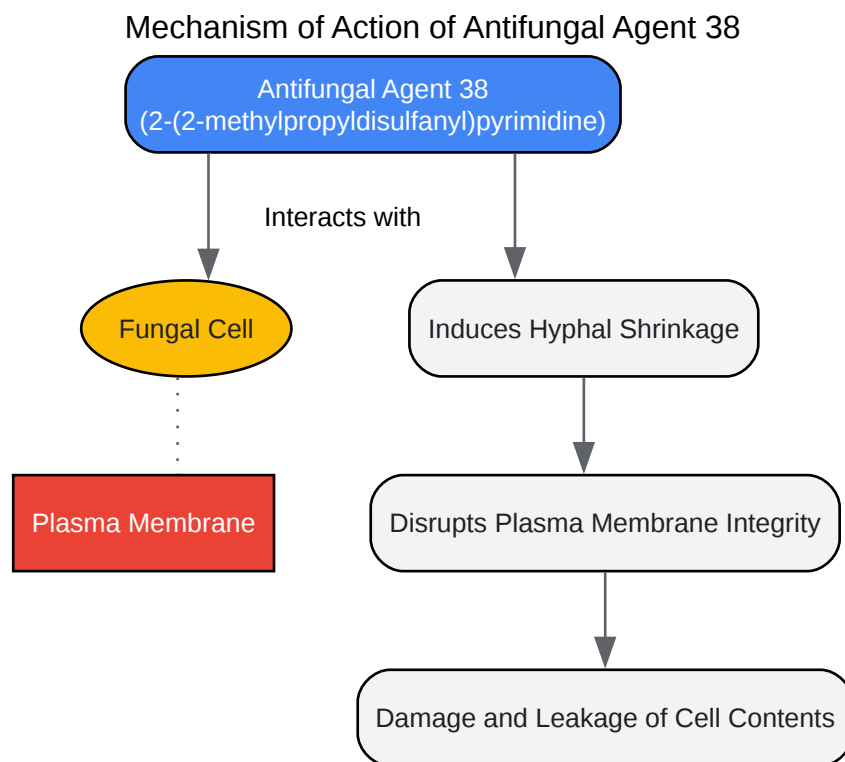 Mechanism of Action of Antifungal Agent 38
Antifungal Agent 38
(2-(2-methylpropyldisulfanyl)pyrimidine)
Interacts with
Fungal Cell
Induces Hyphal Shrinkage
Plasma Membrane
Disrupts Plasma Membrane Integrity
Damage and Leakage of Cell Contents